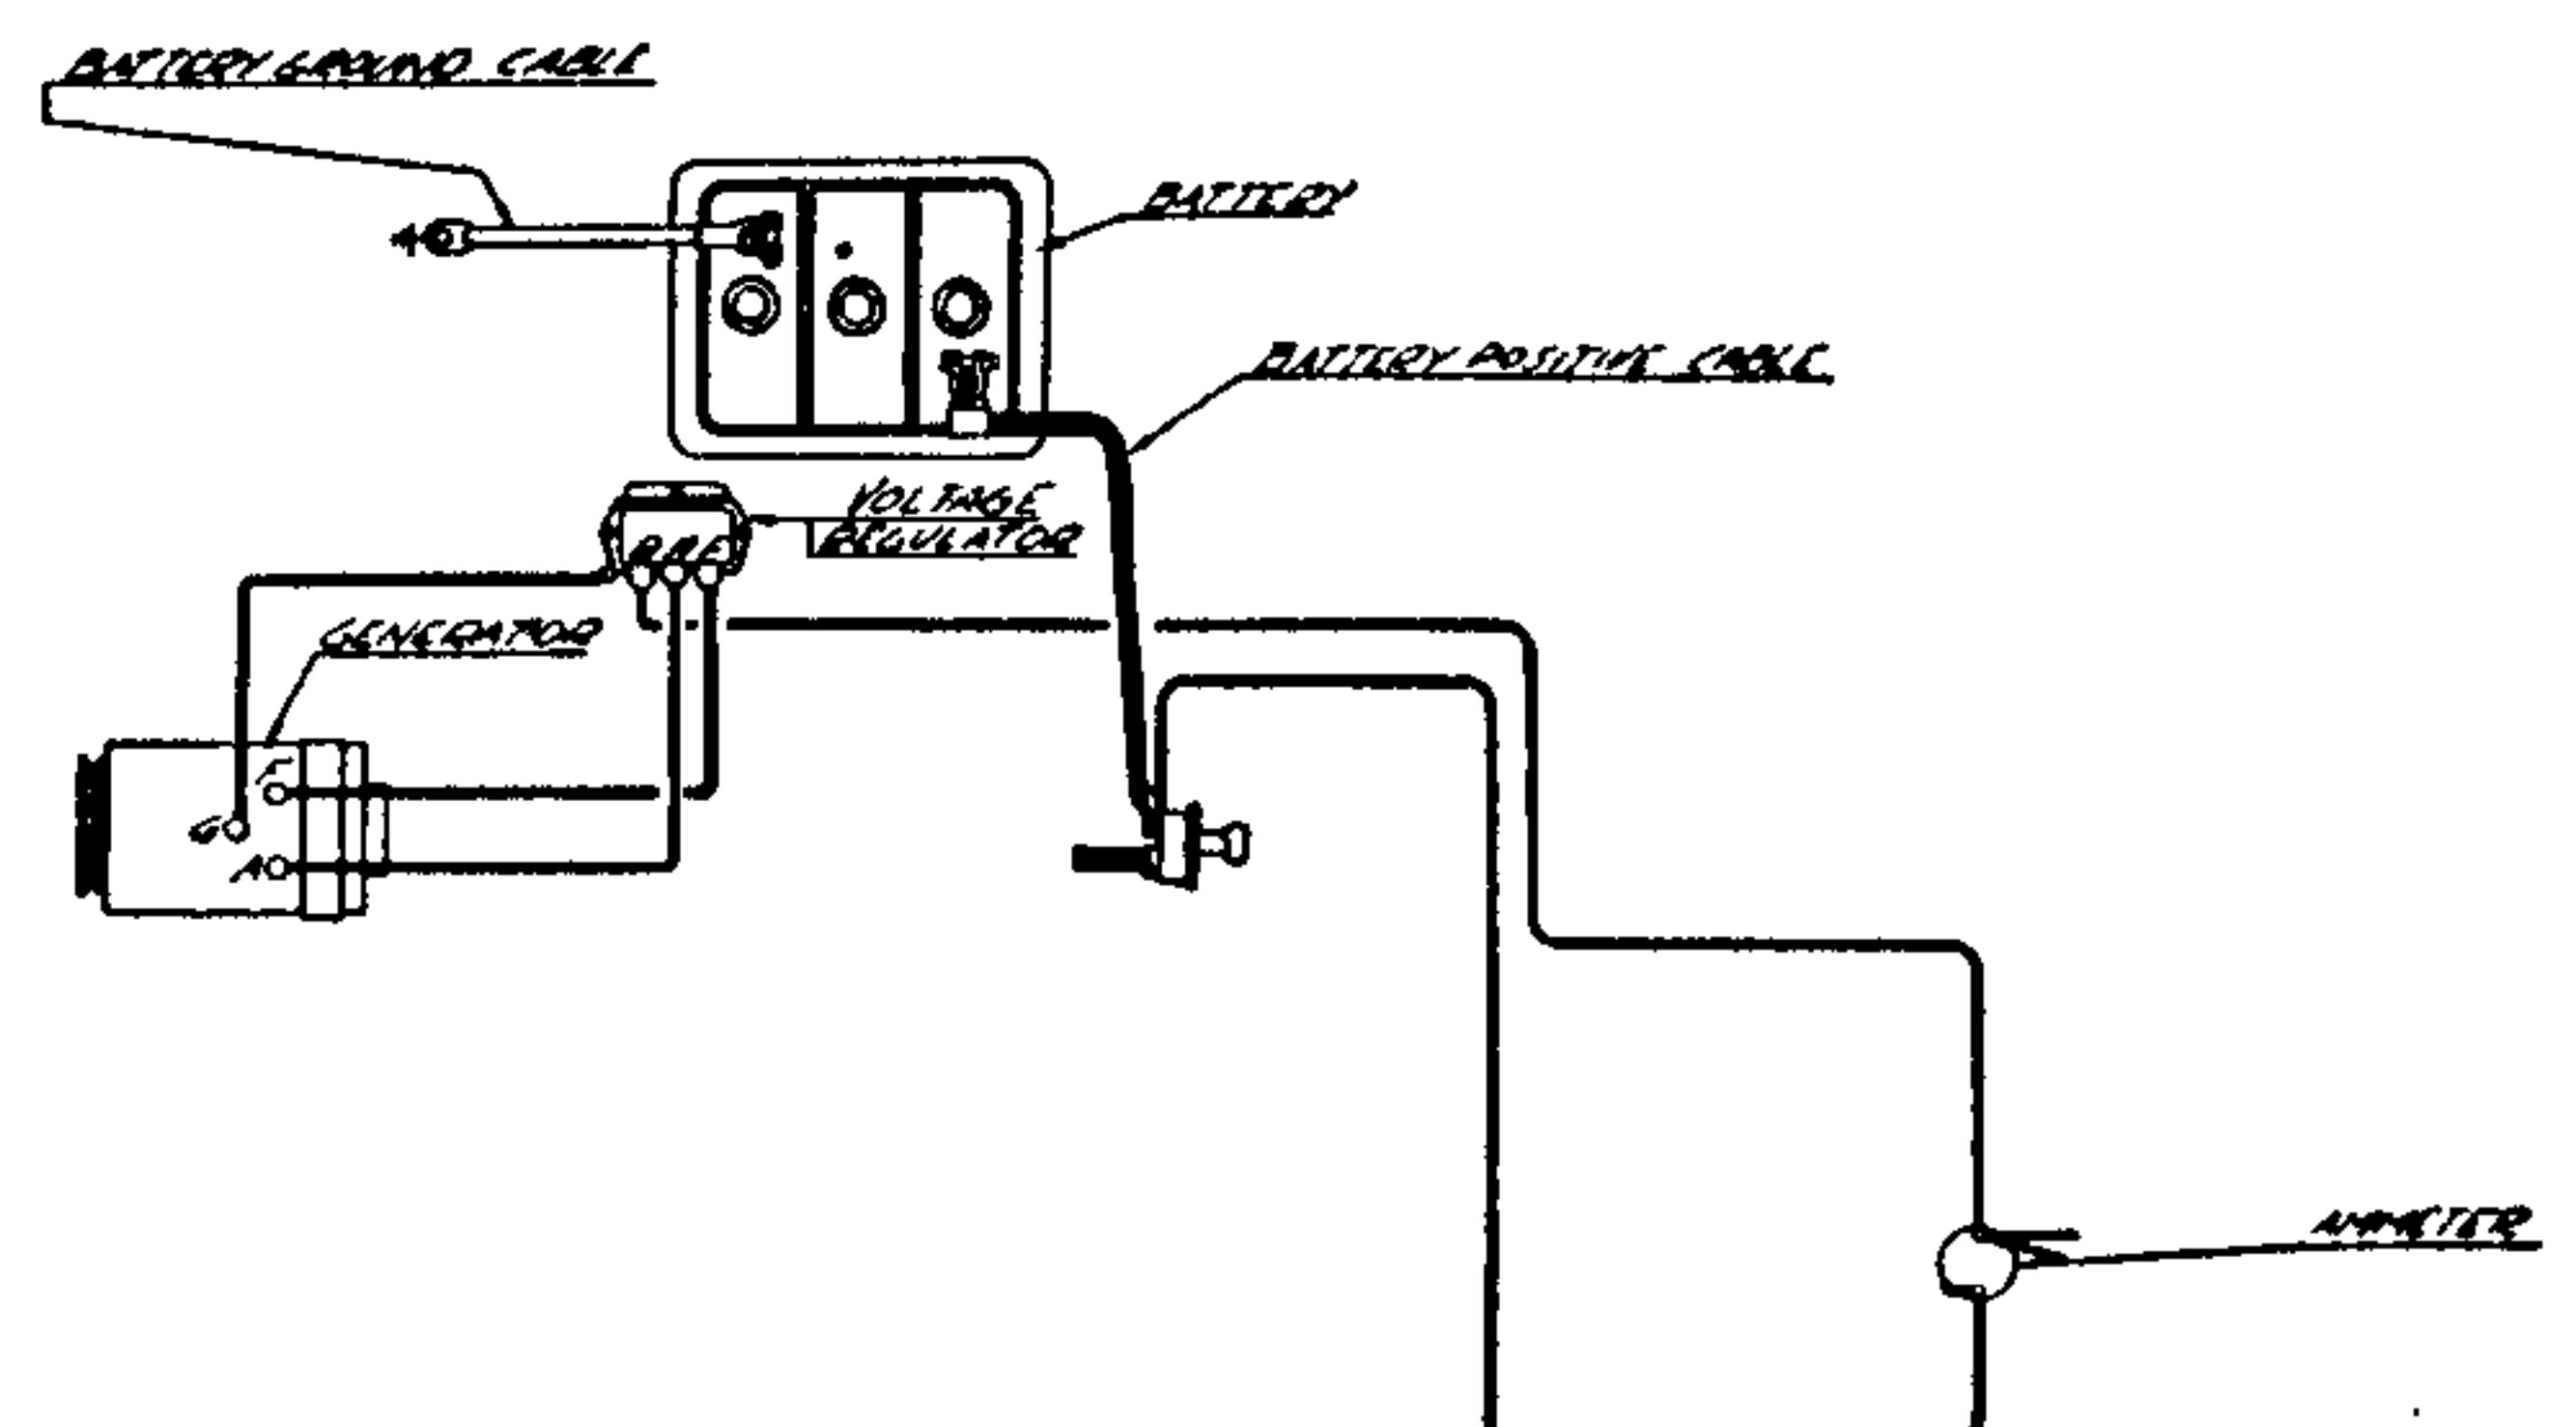 BATTERY GROUND CABLE
BATTERY
BATTERY POSITIVE CABLE
VOLTAGE
REGULATOR
GENERATOR
F
G
A
AMMETER